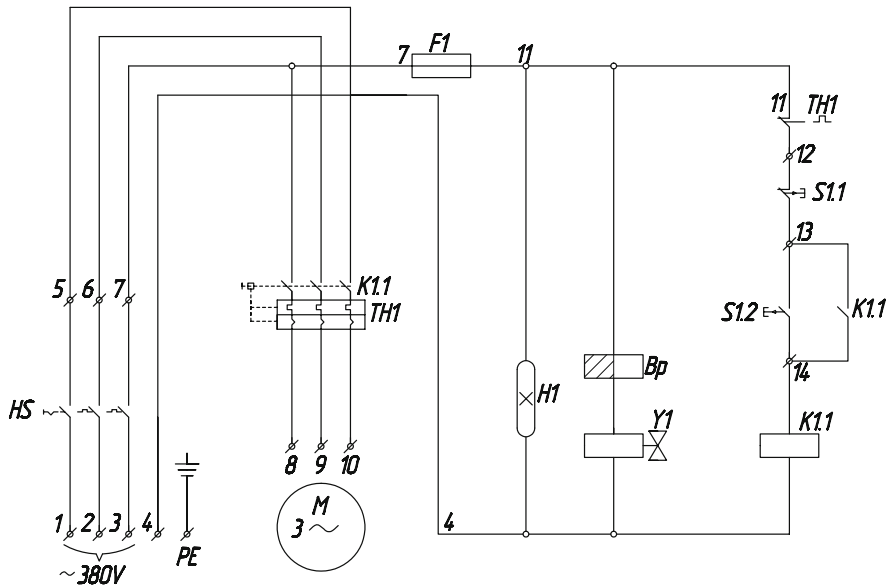 7 F1 11
11 TH1
12
S1.1
13
5 6 7 K1.1
TH1 S1.2 K1.1
14
Bp
HS H1 Y1 K1.1
8 9 10
M
3 ~
1 2 3 4 4
PE
~380V